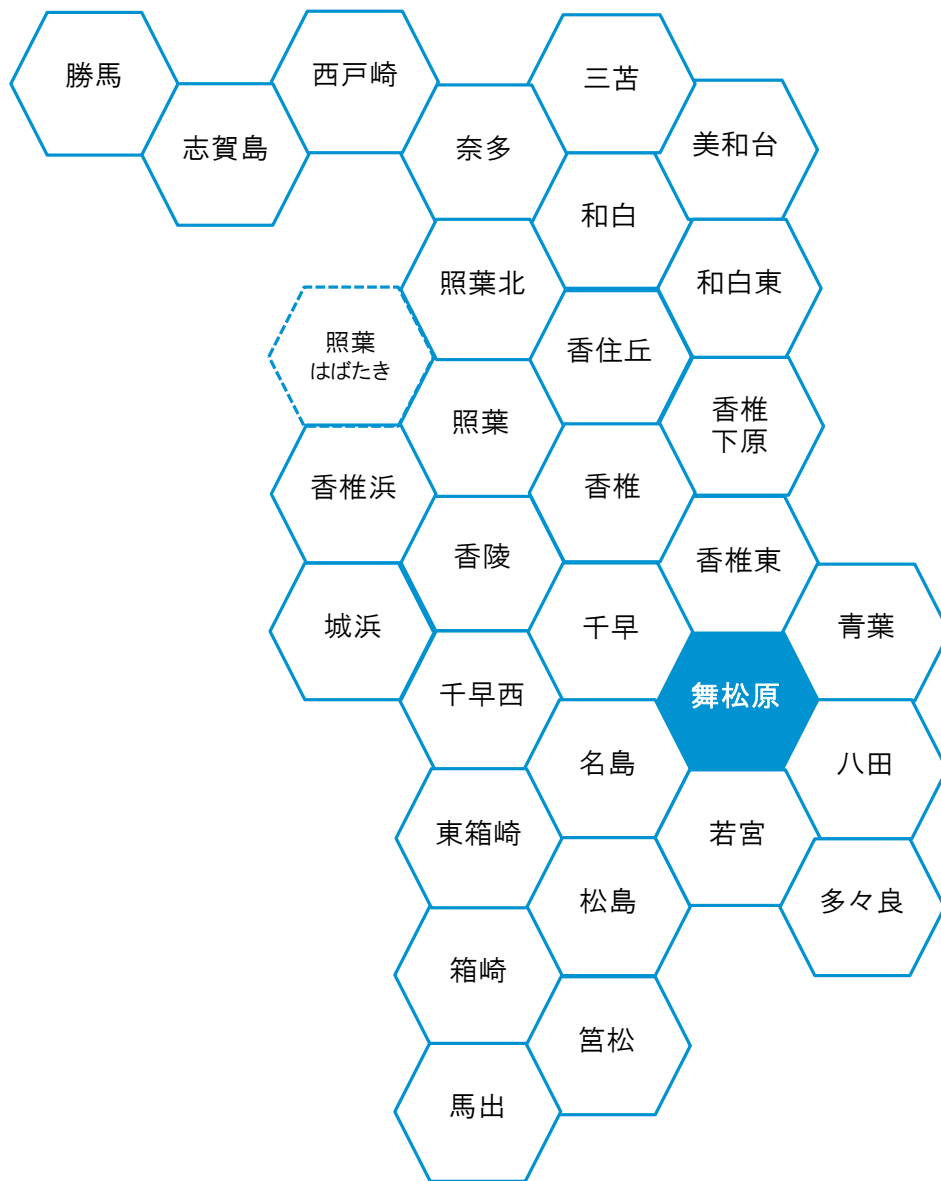 勝馬
西戸崎
三苫
志賀島
奈多
美和台
和白
照葉北
和白東
照葉
はばたき
香住丘
照葉
香椎
下原
香椎浜
香椎
香陵
香椎東
城浜
千早
青葉
千早西
舞松原
名島
八田
東箱崎
若宮
松島
多々良
箱崎
筥松
馬出